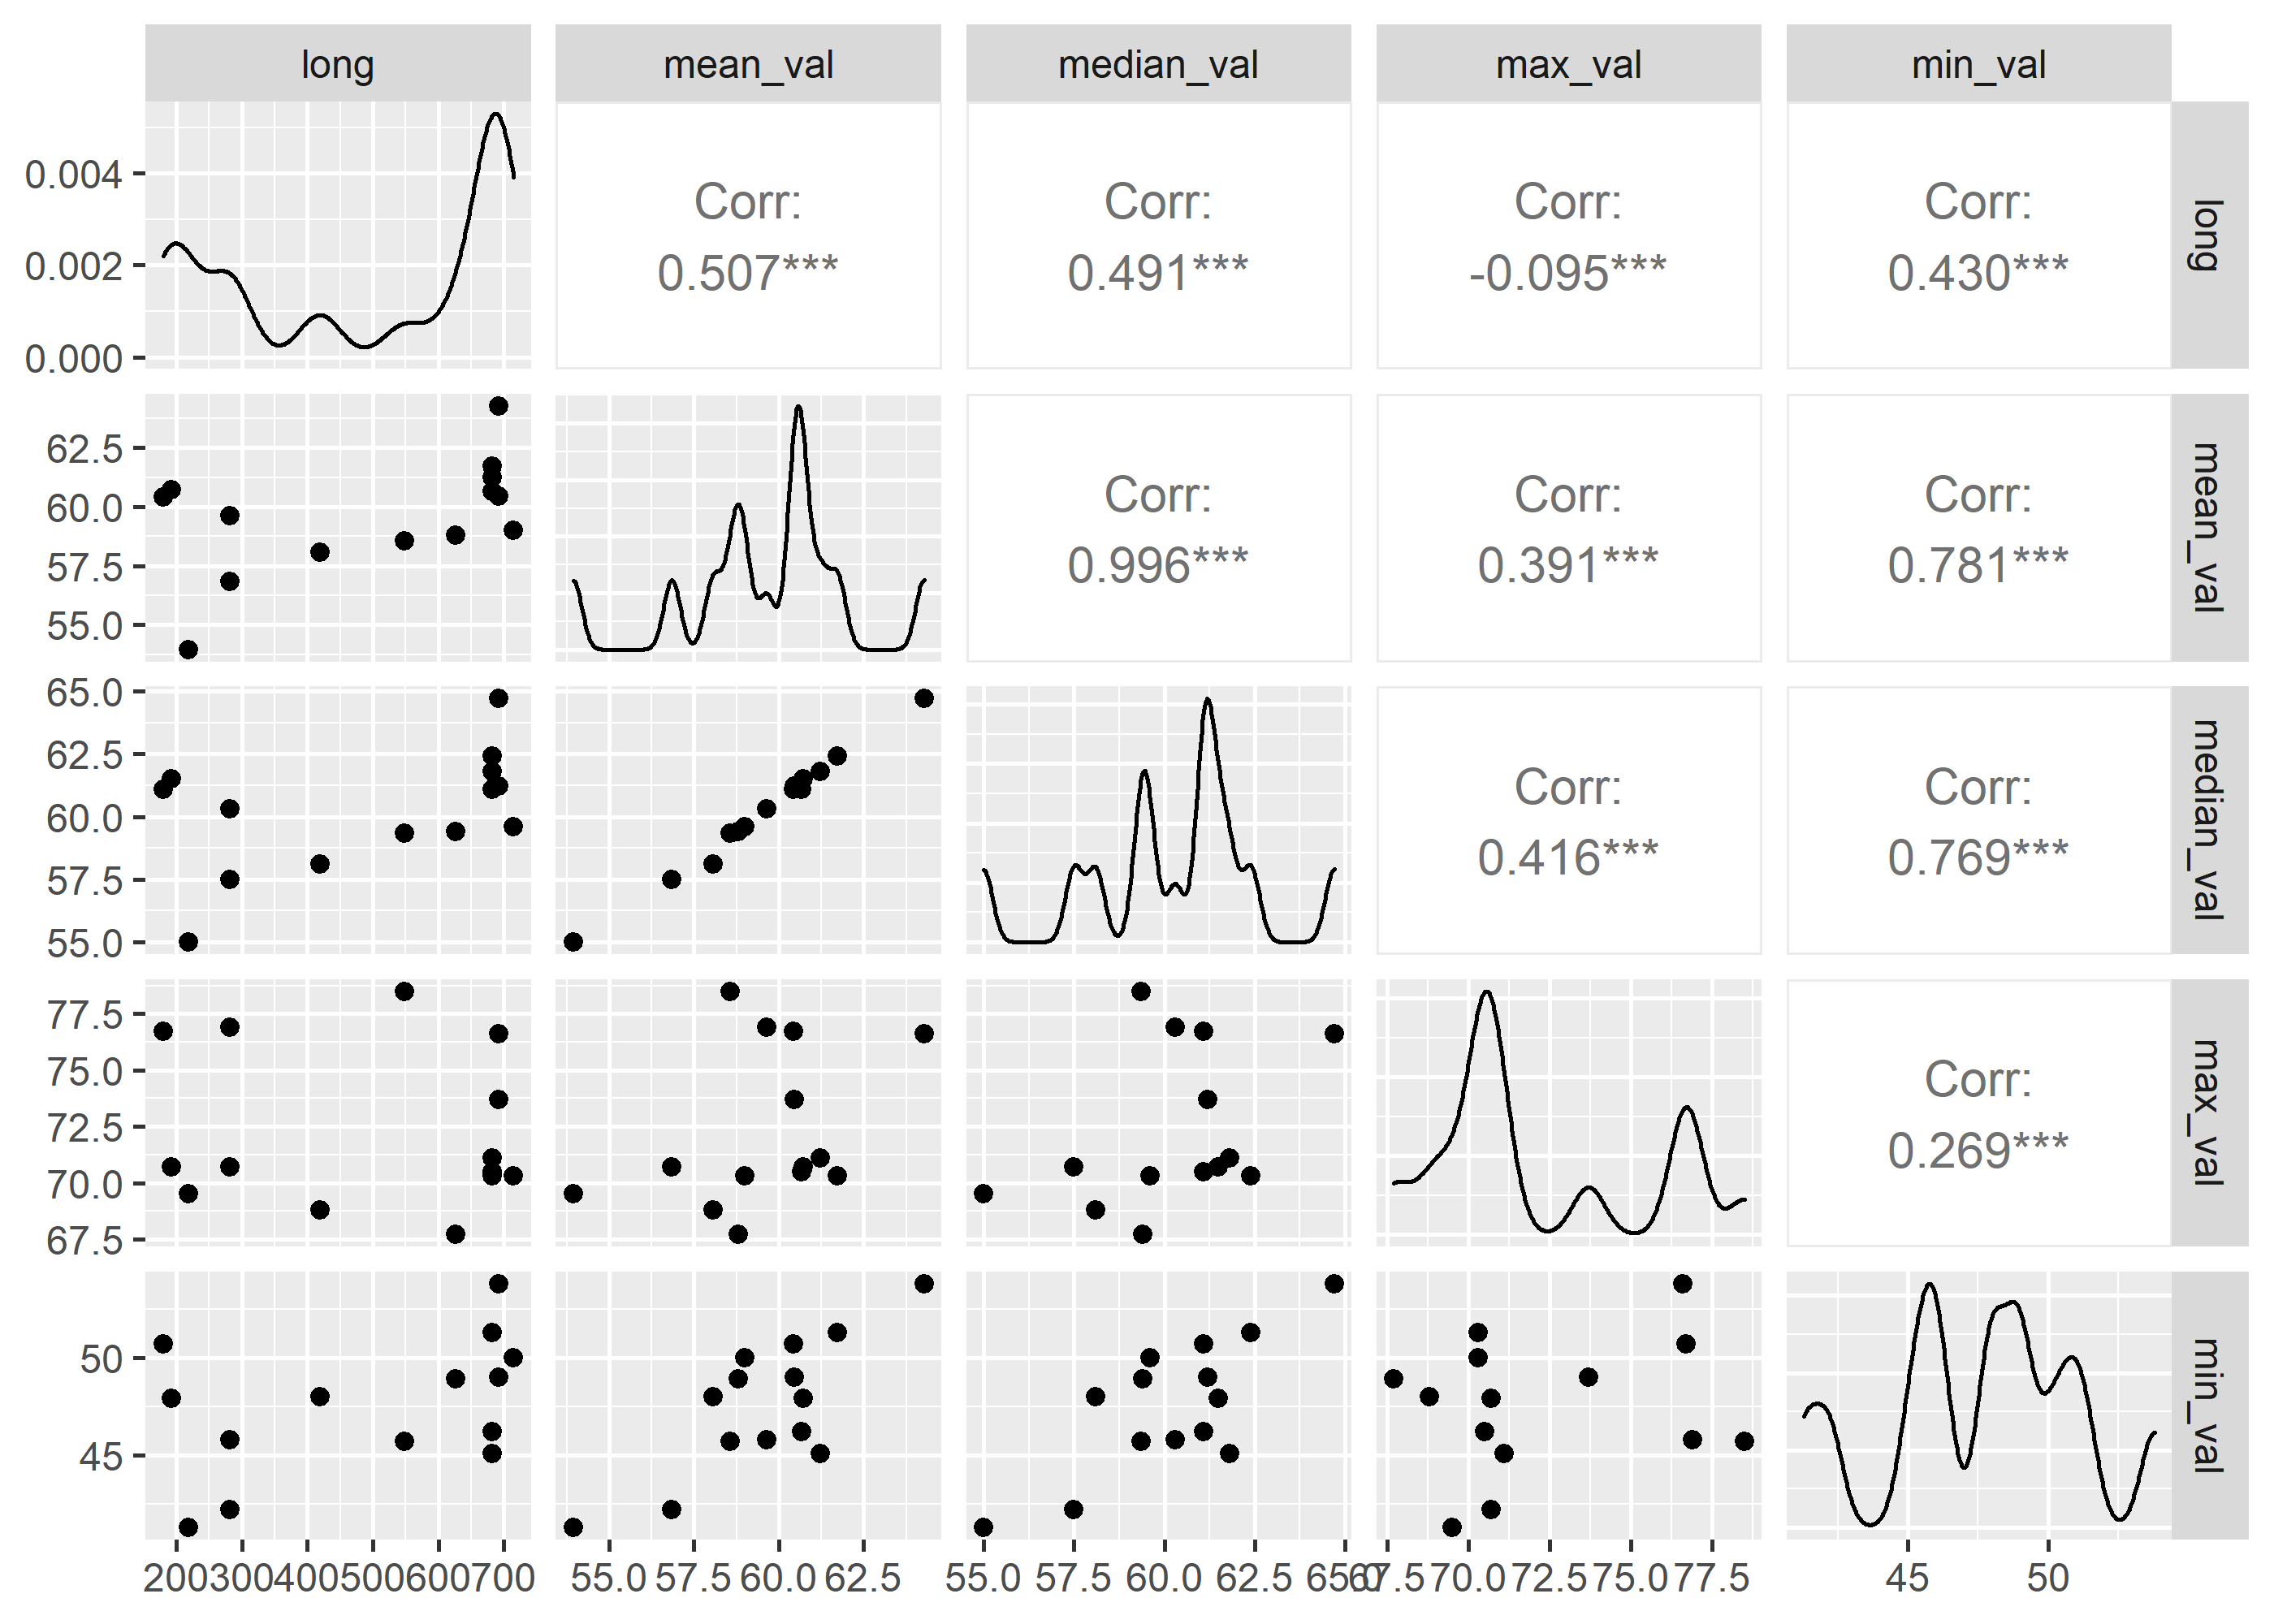 long mean_val median_val max_val min_val
0.004
0.002
0.000
Corr:
0.507***
Corr:
0.491***
Corr:
-0.095***
Corr:
0.430***
long
62.5
60.0
57.5
55.0
Corr:
0.996***
Corr:
0.391***
Corr:
0.781***
mean_val
65.0
62.5
60.0
57.5
55.0
Corr:
0.416***
Corr:
0.769***
median_val
77.5
75.0
72.5
70.0
67.5
Corr:
0.269***
max_val
50
45
min_val
200 300 400 500 600 700
55.0 57.5 60.0 62.5
55.0 57.5 60.0 62.5 65.0
67.5 70.0 72.5 75.0 77.5
45 50